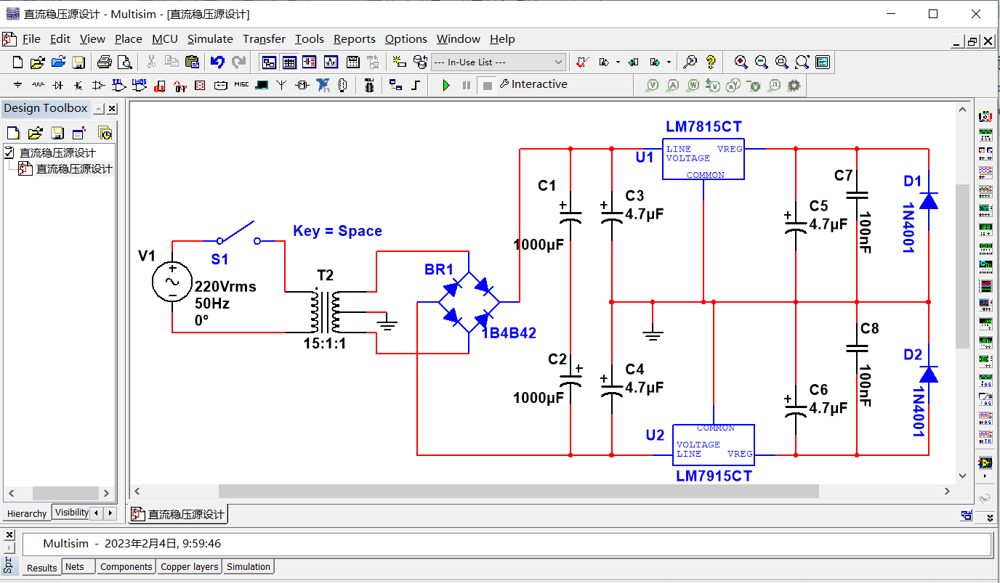 直流稳压源设计 - Multisim - [直流稳压源设计]
File Edit View Place MCU Simulate Transfer Tools Reports Options Window Help
--- In-Use List ---
MISC
Interactive
Design Toolbox
直流稳压源设计
直流稳压源设计
LM7815CT
U1
LINE VREG
VOLTAGE
COMMON
C1
1000μF
C3
4.7μF
C5
4.7μF
C7
100nF
D1
1N4001
Key = Space
S1
V1
220Vrms
50Hz
0°
T2
15:1:1
BR1
1B4B42
C2
1000μF
C4
4.7μF
C6
4.7μF
C8
100nF
D2
1N4001
U2
COMMON
VOLTAGE
LINE VREG
LM7915CT
Hierarchy Visibility
直流稳压源设计
Multisim - 2023年2月4日, 9:59:46
Spr
Results Nets Components Copper layers Simulation